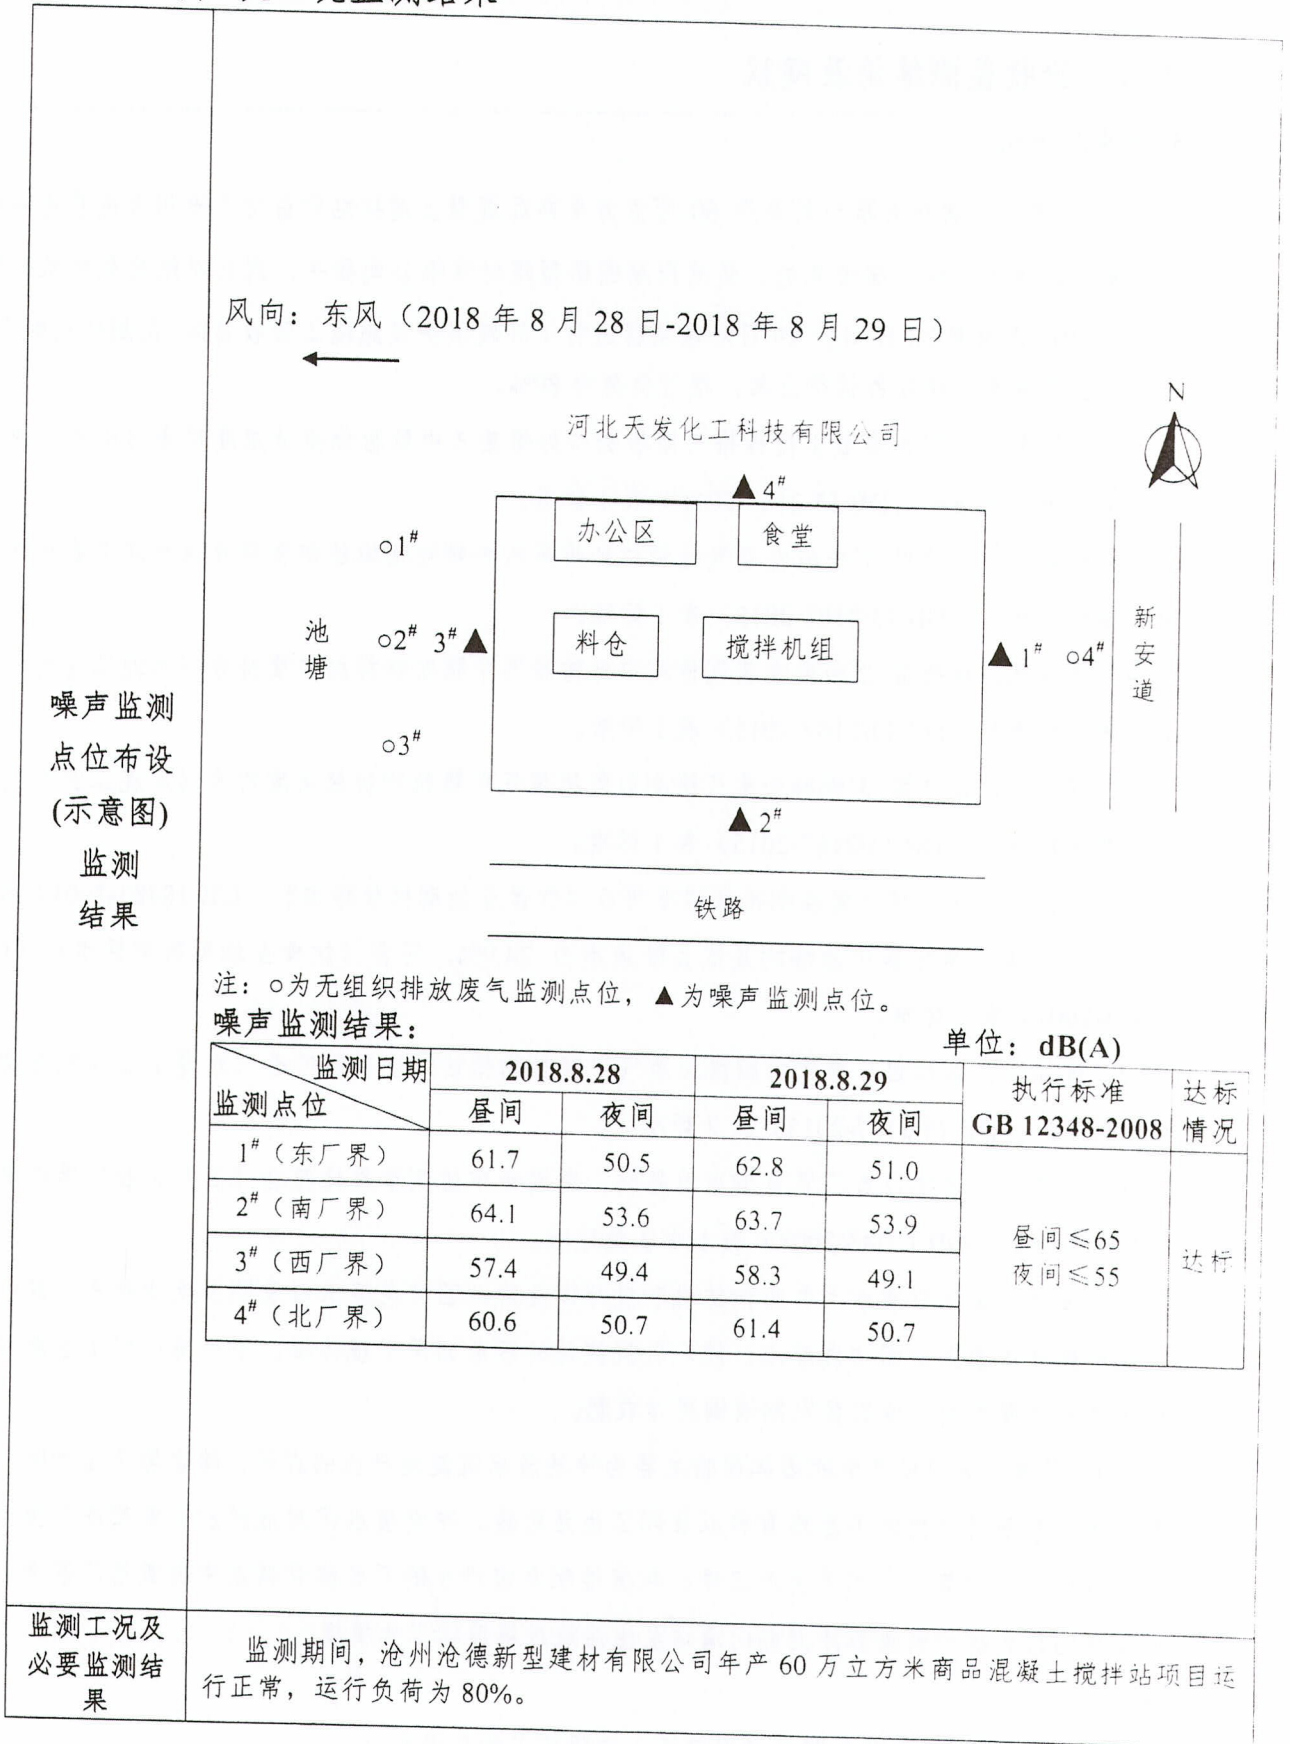 监测结果
噪声监测
点位布设
(示意图)
监测
结果
风向：东风（2018 年 8 月 28 日-2018 年 8 月 29 日）
N
河北天发化工科技有限公司
▲4#
办公区
食堂
○1#
池塘
○2#
3#▲
料仓
搅拌机组
▲1#
○4#
新安道
○3#
▲2#
铁路
注：○为无组织排放废气监测点位，▲为噪声监测点位。
噪声监测结果：
单位：dB(A)
监测日期 2018.8.28 2018.8.29 执行标准 达标
监测点位 昼间 夜间 昼间 夜间 GB 12348-2008 情况
1#（东厂界） 61.7 50.5 62.8 51.0
2#（南厂界） 64.1 53.6 63.7 53.9
昼间≤65
夜间≤55
达标
3#（西厂界） 57.4 49.4 58.3 49.1
4#（北厂界） 60.6 50.7 61.4 50.7
监测工况及
必要监测结
果
监测期间，沧州沧德新型建材有限公司年产 60 万立方米商品混凝土搅拌站项目运
行正常，运行负荷为 80%。